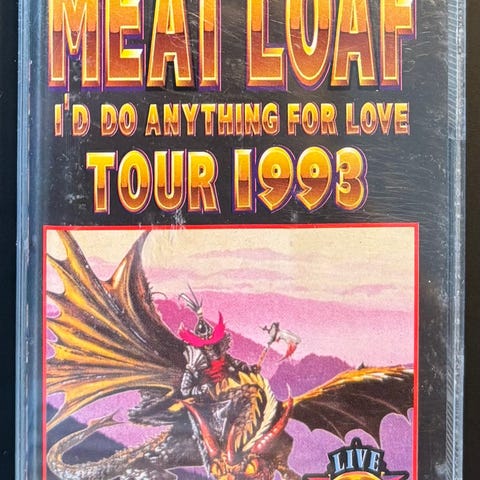 MEAT LOAF
I'D DO ANYTHING FOR LOVE
TOUR 1993
LIVE